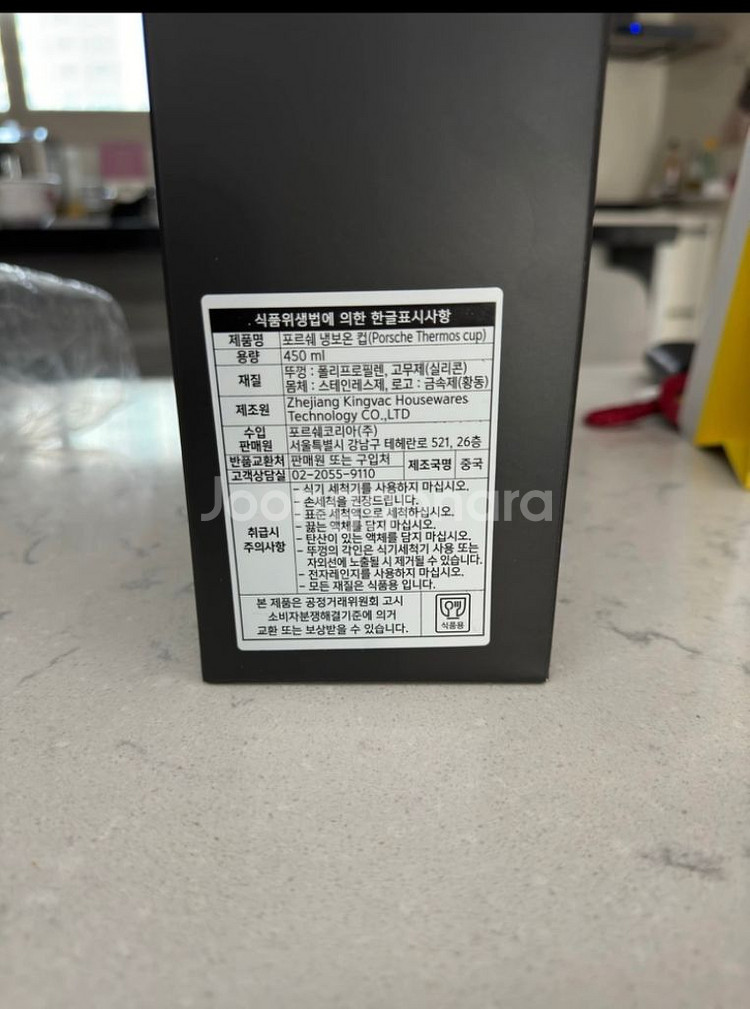 식품위생법에 의한 한글표시사항
제품명 포르쉐 냉보온 컵(Porsche Thermos cup)
용량 450 ml
재질 뚜껑 : 폴리프로필렌, 고무제(실리콘)
몸체 : 스테인레스제, 로고 : 금속제(황동)
제조원 Zhejiang Kingvac Housewares
Technology CO.,LTD
수입 판매원 포르쉐코리아(주)
서울특별시 강남구 테헤란로 521, 26층
반품교환처 판매원 또는 구입처 제조국명 중국
고객상담실 02-2055-9110
취급시 주의사항
- 식기 세척기를 사용하지 마십시오.
- 손세척을 권장드립니다.
- 표준 세척액으로 세척하십시오.
- 끓는 액체를 담지 마십시오.
- 탄산이 있는 액체를 담지 마십시오.
- 뚜껑의 각인은 식기세척기 사용 또는
자외선에 노출될 시 제거될 수 있습니다.
- 전자레인지를 사용하지 마십시오.
- 모든 재질은 식품용 입니다.
본 제품은 공정거래위원회 고시
소비자분쟁해결기준에 의거
교환 또는 보상받을 수 있습니다.
식품용
Joonggonara